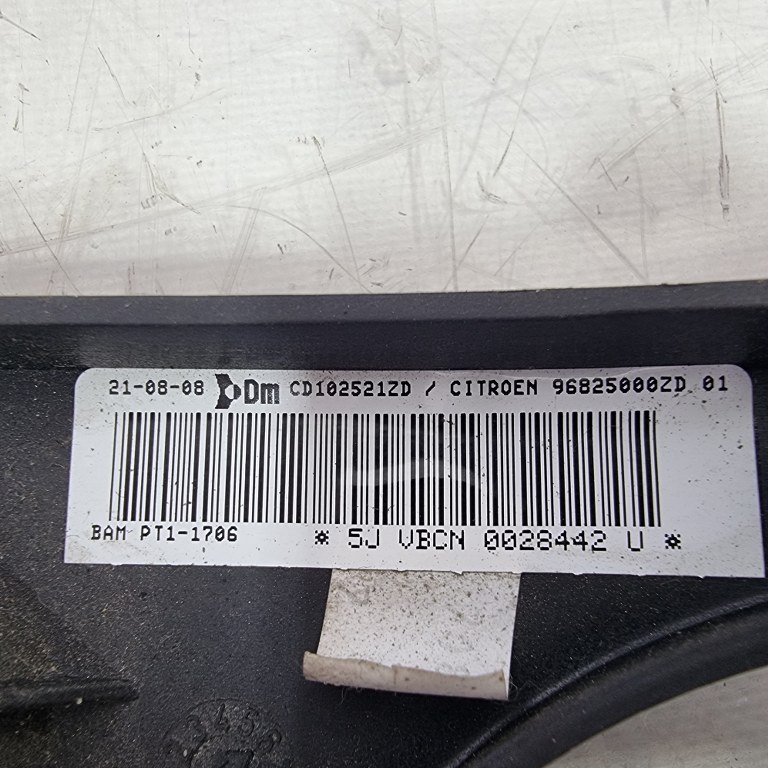 21-08-08 Dm CD102521ZD / CITROEN 96825000ZD 01
BAM PT1-1706 * 5J VBCN 0028442 U *